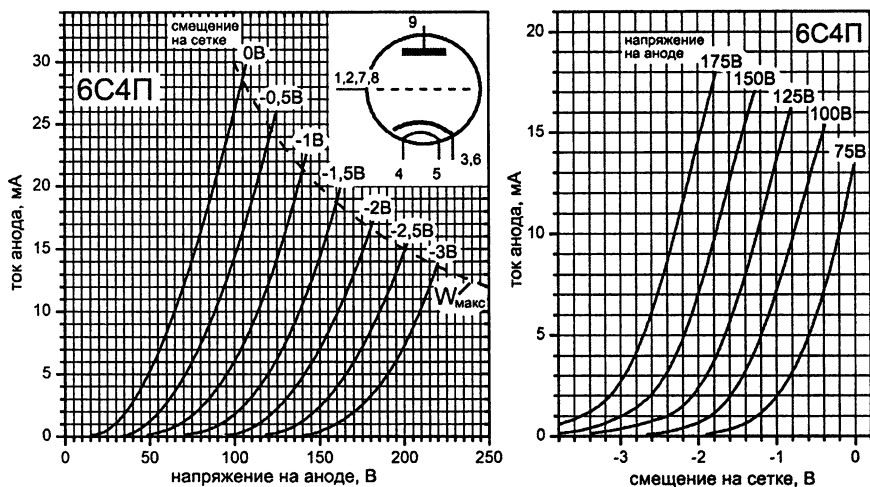 смещение
на сетке
0В
6С4П
-0,5В
-1В
-1,5В
-2В
-2,5В
-3В
Wмакс
9
1,2,7,8
3,6
4
5
35
30
25
20
15
10
5
0
ток анода, мА
0
50
100
150
200
250
напряжение на аноде, В
6С4П
напряжение
на аноде
175В
150В
125В
100В
75В
20
15
10
5
0
ток анода, мА
-3
-2
-1
0
смещение на сетке, В